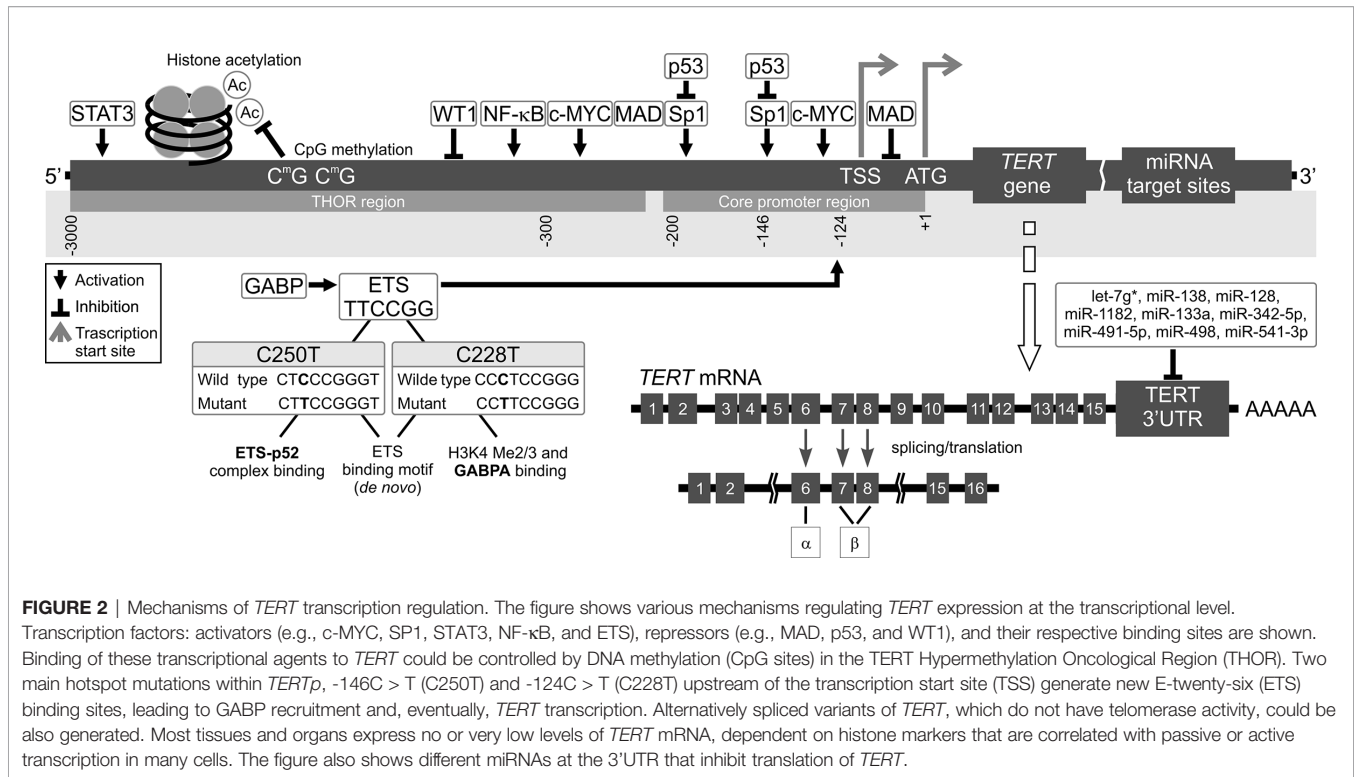 Histone acetylation
Ac
Ac
p53
p53
STAT3
WT1
NF-κB
c-MYC
MAD
Sp1
Sp1
c-MYC
MAD
CpG methylation
5’
CᵐG CᵐG
TSS
ATG
TERT
gene
miRNA
target sites
3’
THOR region
Core promoter region
-3000
-300
-200
-146
-124
+1
Activation
Inhibition
Trascription
start site
GABP
ETS
TTCCGG
C250T
Wild type CTCCCGGGT
Mutant CTTCCGGGT
C228T
Wilde type CCCTCCGGG
Mutant CCTTCCGGG
ETS-p52
complex binding
ETS
binding motif
(de novo)
H3K4 Me2/3 and
GABPA binding
let-7g*, miR-138, miR-128,
miR-1182, miR-133a, miR-342-5p,
miR-491-5p, miR-498, miR-541-3p
TERT mRNA
1 2 3 4 5 6 7 8 9 10 11 12 13 14 15
TERT
3’UTR
AAAAA
splicing/translation
1 2 6 7 8 15 16
α
β
FIGURE 2 | Mechanisms of TERT transcription regulation. The figure shows various mechanisms regulating TERT expression at the transcriptional level.
Transcription factors: activators (e.g., c-MYC, SP1, STAT3, NF-κB, and ETS), repressors (e.g., MAD, p53, and WT1), and their respective binding sites are shown.
Binding of these transcriptional agents to TERT could be controlled by DNA methylation (CpG sites) in the TERT Hypermethylation Oncological Region (THOR). Two
main hotspot mutations within TERTp, -146C > T (C250T) and -124C > T (C228T) upstream of the transcription start site (TSS) generate new E-twenty-six (ETS)
binding sites, leading to GABP recruitment and, eventually, TERT transcription. Alternatively spliced variants of TERT, which do not have telomerase activity, could be
also generated. Most tissues and organs express no or very low levels of TERT mRNA, dependent on histone markers that are correlated with passive or active
transcription in many cells. The figure also shows different miRNAs at the 3’UTR that inhibit translation of TERT.